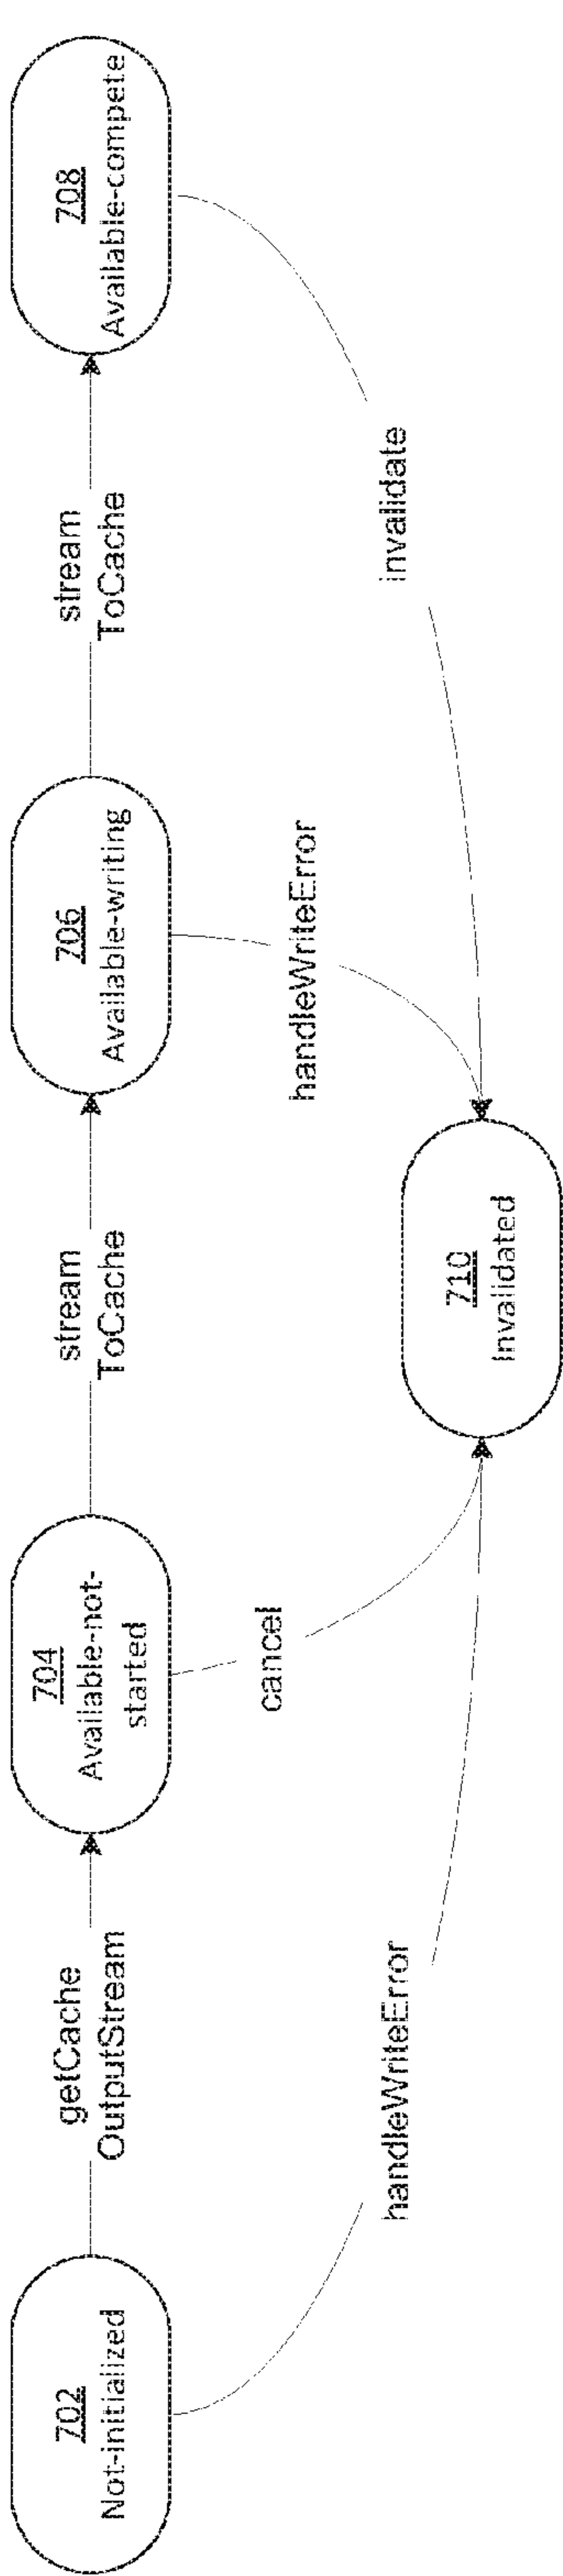 702
Not-initialized
getCache
OutputStream
704
Available-not-
started
stream
ToCache
706
Available-writing
stream
ToCache
708
Available-compete
handleWriteError
cancel
handleWriteError
invalidate
710
Invalidated